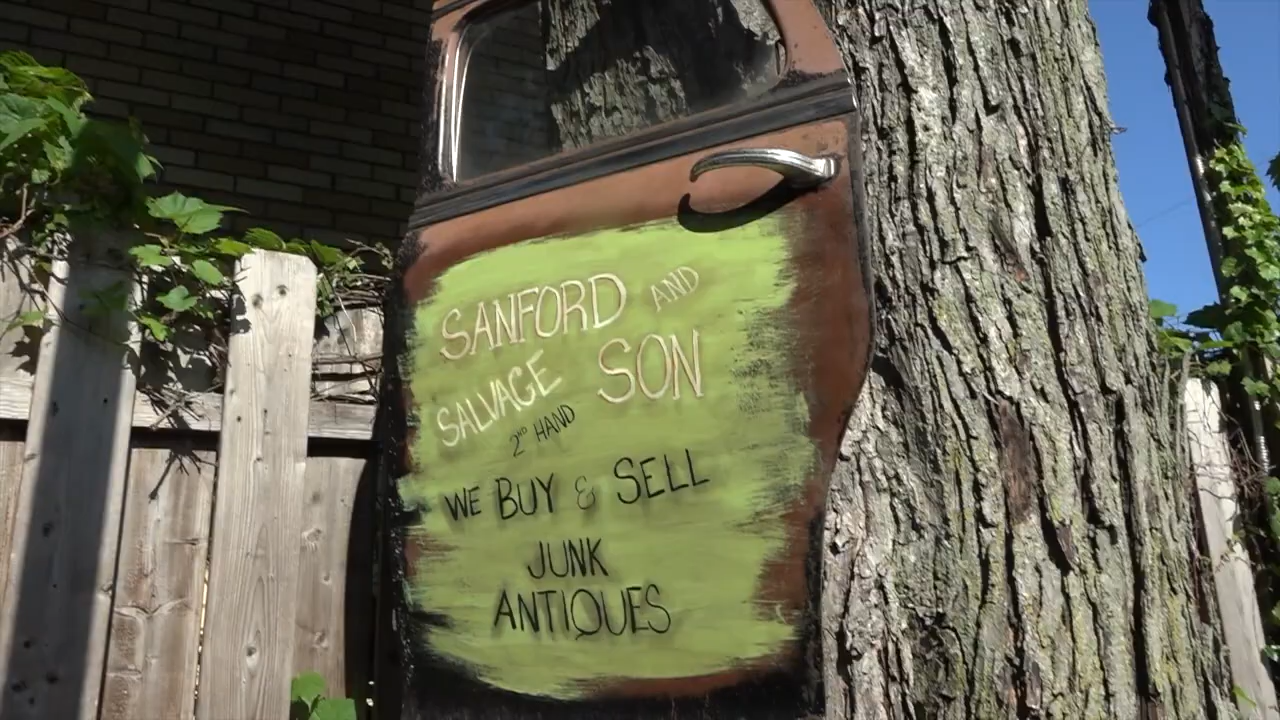 SANFORD AND
SALVAGE SON
2ND HAND
WE BUY & SELL
JUNK
ANTIQUES